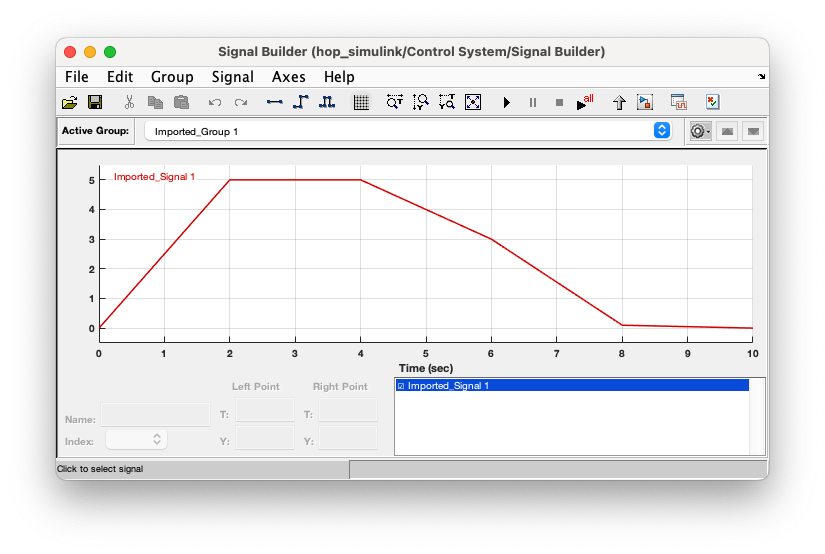 Signal Builder (hop_simulink/Control System/Signal Builder)
File Edit Group Signal Axes Help
all
Active Group: Imported_Group 1
Imported_Signal 1
5
4
3
2
1
0
0 1 2 3 4 5 6 7 8 9 10
Time (sec)
Imported_Signal 1
Left Point Right Point
Name: T: T:
Index: Y: Y:
Click to select signal